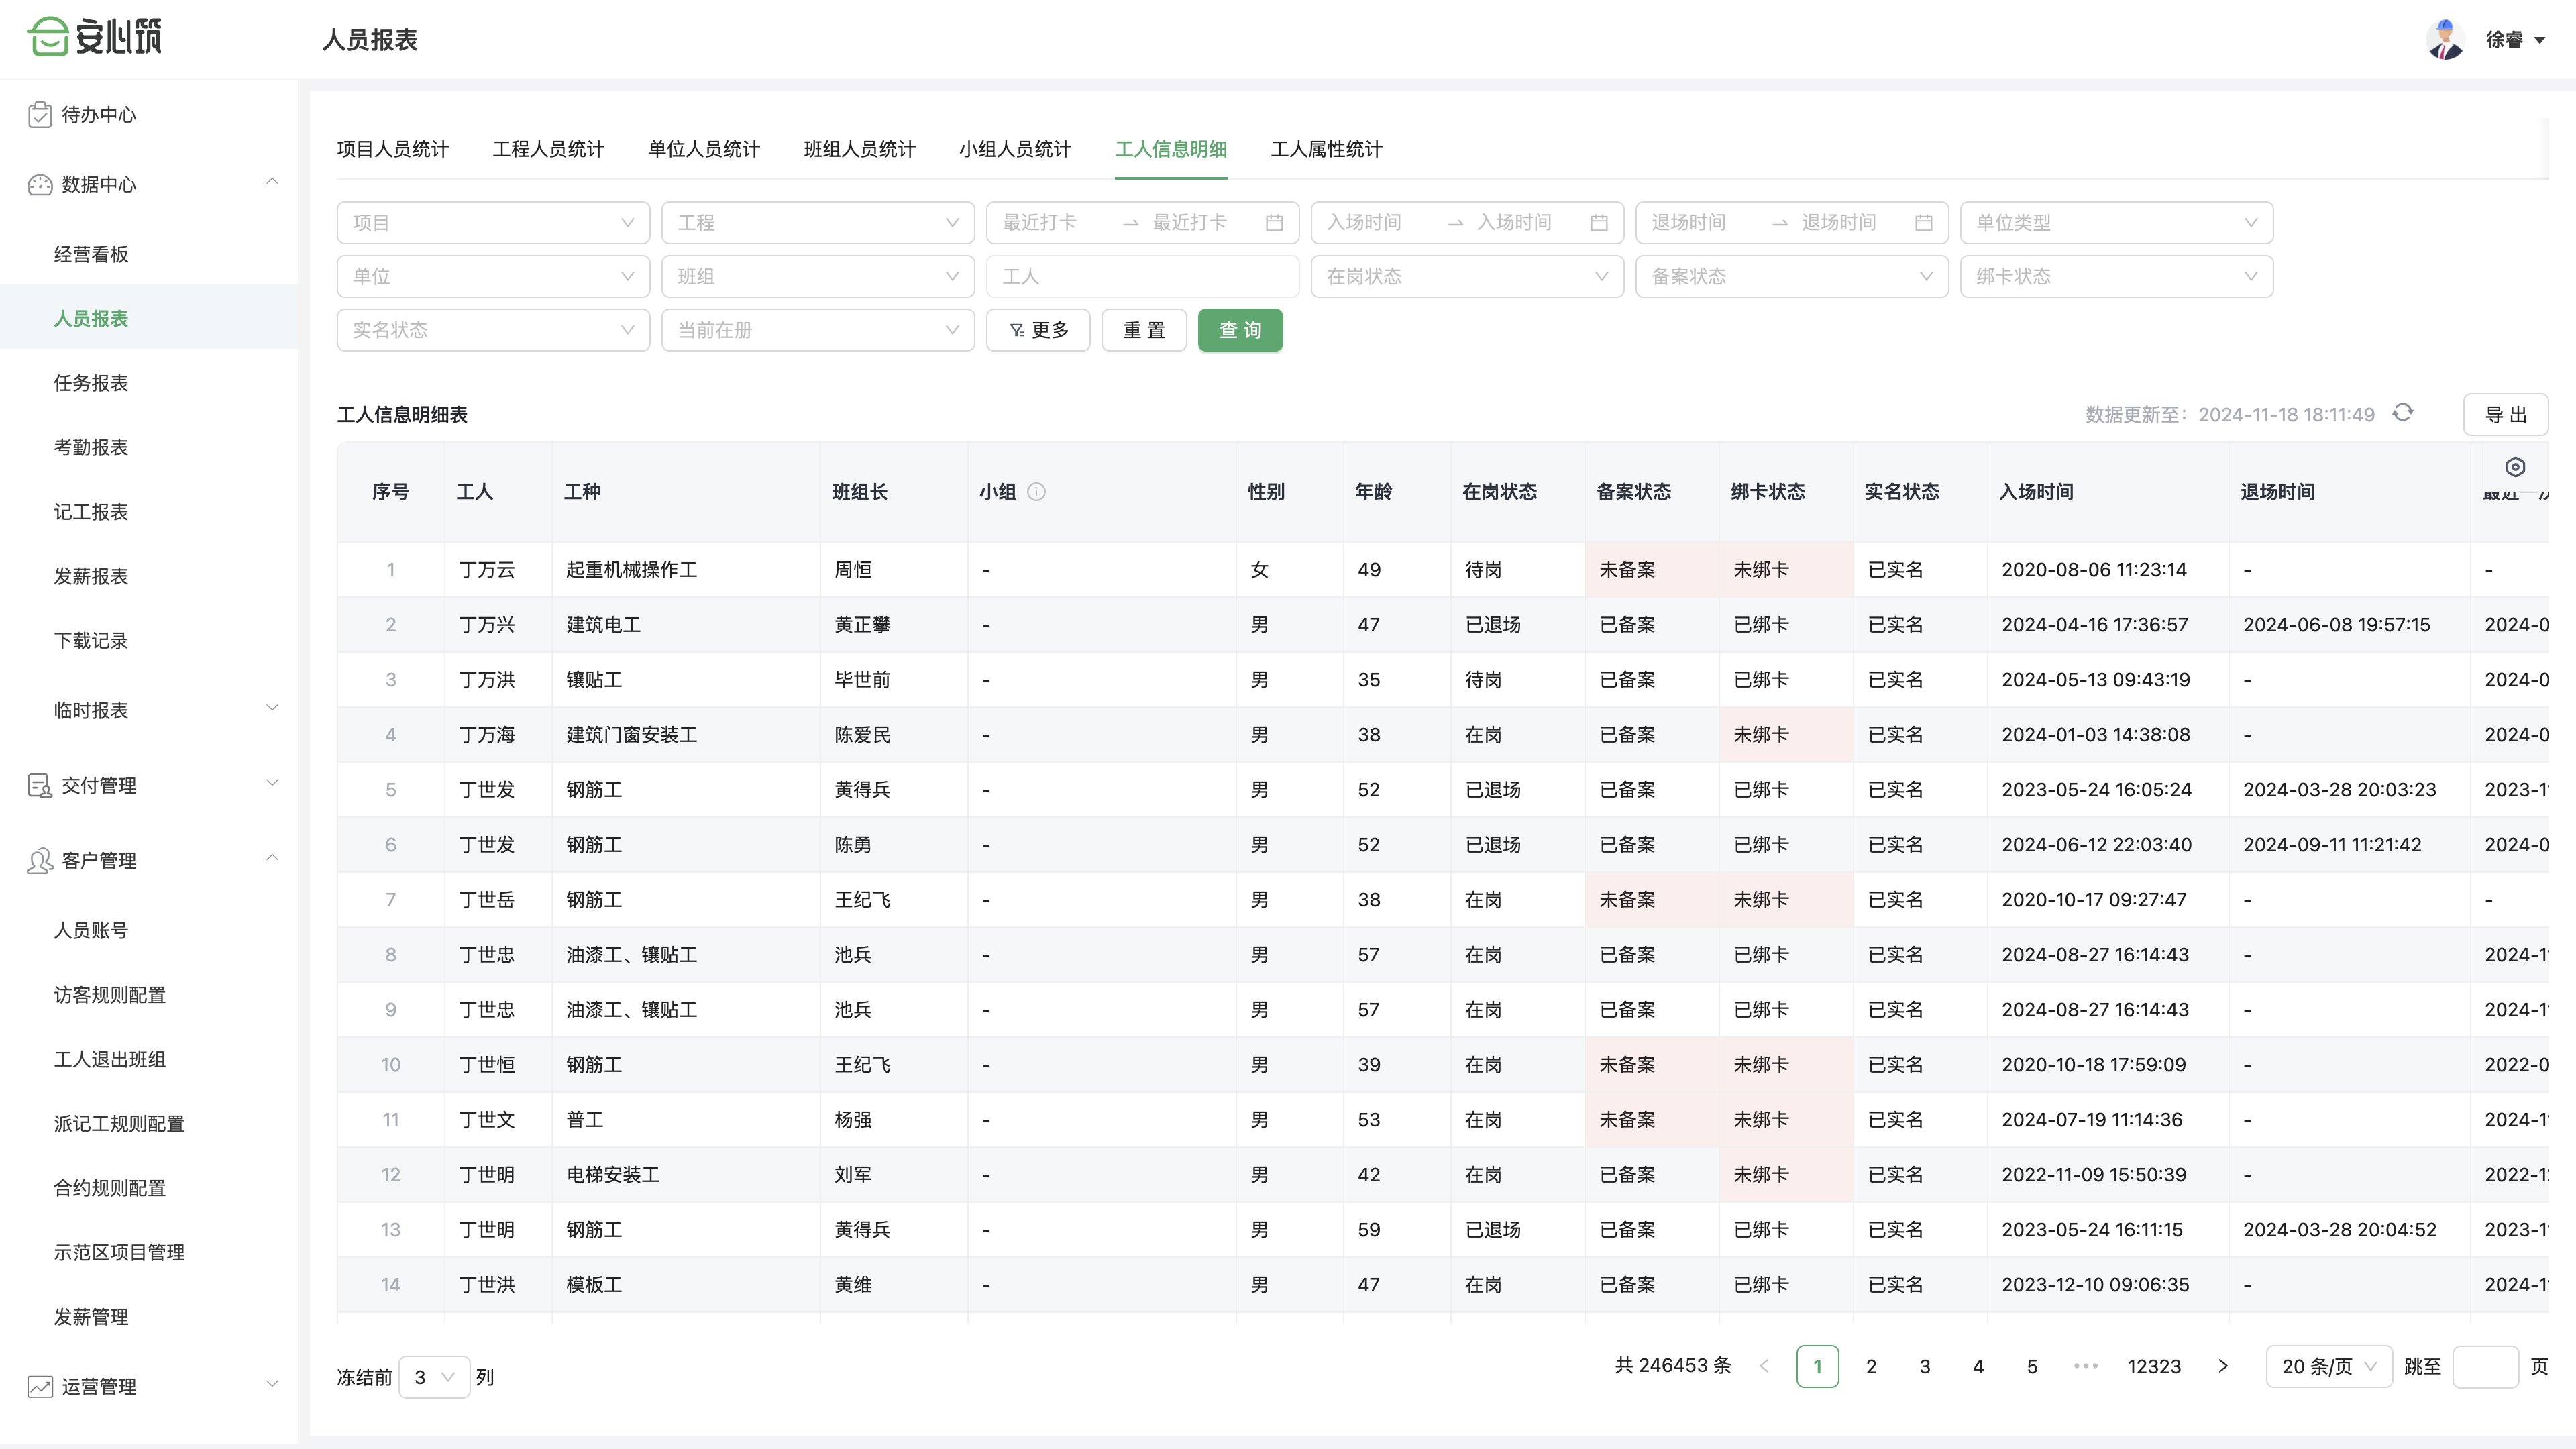 安心筑
人员报表
徐睿
待办中心
数据中心
经营看板
人员报表
任务报表
考勤报表
记工报表
发薪报表
下载记录
临时报表
交付管理
客户管理
人员账号
访客规则配置
工人退出班组
派记工规则配置
合约规则配置
示范区项目管理
发薪管理
运营管理
项目人员统计 工程人员统计 单位人员统计 班组人员统计 小组人员统计 工人信息明细 工人属性统计
项目 工程 最近打卡 → 最近打卡 入场时间 → 入场时间 退场时间 → 退场时间 单位类型
单位 班组 工人 在岗状态 备案状态 绑卡状态
实名状态 当前在册 更多 重 置 查 询
工人信息明细表 数据更新至：2024-11-18 18:11:49 导 出
序号 工人 工种 班组长 小组 性别 年龄 在岗状态 备案状态 绑卡状态 实名状态 入场时间 退场时间
1 丁万云 起重机械操作工 周恒 - 女 49 待岗 未备案 未绑卡 已实名 2020-08-06 11:23:14 - -
2 丁万兴 建筑电工 黄正攀 - 男 47 已退场 已备案 已绑卡 已实名 2024-04-16 17:36:57 2024-06-08 19:57:15 2024-0
3 丁万洪 镶贴工 毕世前 - 男 35 待岗 已备案 已绑卡 已实名 2024-05-13 09:43:19 - 2024-0
4 丁万海 建筑门窗安装工 陈爱民 - 男 38 在岗 已备案 未绑卡 已实名 2024-01-03 14:38:08 - 2024-0
5 丁世发 钢筋工 黄得兵 - 男 52 已退场 已备案 已绑卡 已实名 2023-05-24 16:05:24 2024-03-28 20:03:23 2023-1
6 丁世发 钢筋工 陈勇 - 男 52 已退场 已备案 已绑卡 已实名 2024-06-12 22:03:40 2024-09-11 11:21:42 2024-0
7 丁世岳 钢筋工 王纪飞 - 男 38 在岗 未备案 未绑卡 已实名 2020-10-17 09:27:47 - -
8 丁世忠 油漆工、镶贴工 池兵 - 男 57 在岗 已备案 已绑卡 已实名 2024-08-27 16:14:43 - 2024-1
9 丁世忠 油漆工、镶贴工 池兵 - 男 57 在岗 已备案 已绑卡 已实名 2024-08-27 16:14:43 - 2024-1
10 丁世恒 钢筋工 王纪飞 - 男 39 在岗 未备案 未绑卡 已实名 2020-10-18 17:59:09 - 2022-0
11 丁世文 普工 杨强 - 男 53 在岗 未备案 未绑卡 已实名 2024-07-19 11:14:36 - 2024-1
12 丁世明 电梯安装工 刘军 - 男 42 在岗 已备案 未绑卡 已实名 2022-11-09 15:50:39 - 2022-1
13 丁世明 钢筋工 黄得兵 - 男 59 已退场 已备案 已绑卡 已实名 2023-05-24 16:11:15 2024-03-28 20:04:52 2023-1
14 丁世洪 模板工 黄维 - 男 47 在岗 已备案 已绑卡 已实名 2023-12-10 09:06:35 - 2024-1
冻结前 3 列 共 246453 条 < 1 2 3 4 5 ••• 12323 > 20 条/页 跳至 页